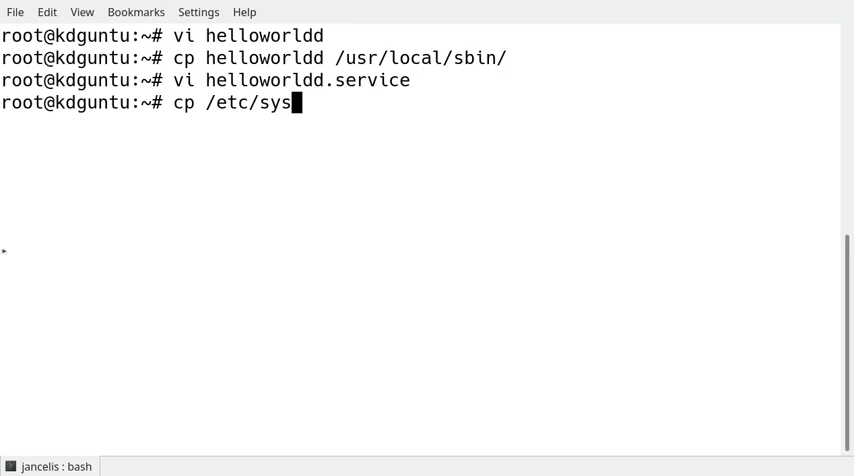 File Edit View Bookmarks Settings Help
root@kdguntu:~# vi helloworldd
root@kdguntu:~# cp helloworldd /usr/local/sbin/
root@kdguntu:~# vi helloworldd.service
root@kdguntu:~# cp /etc/sys
jancelis : bash